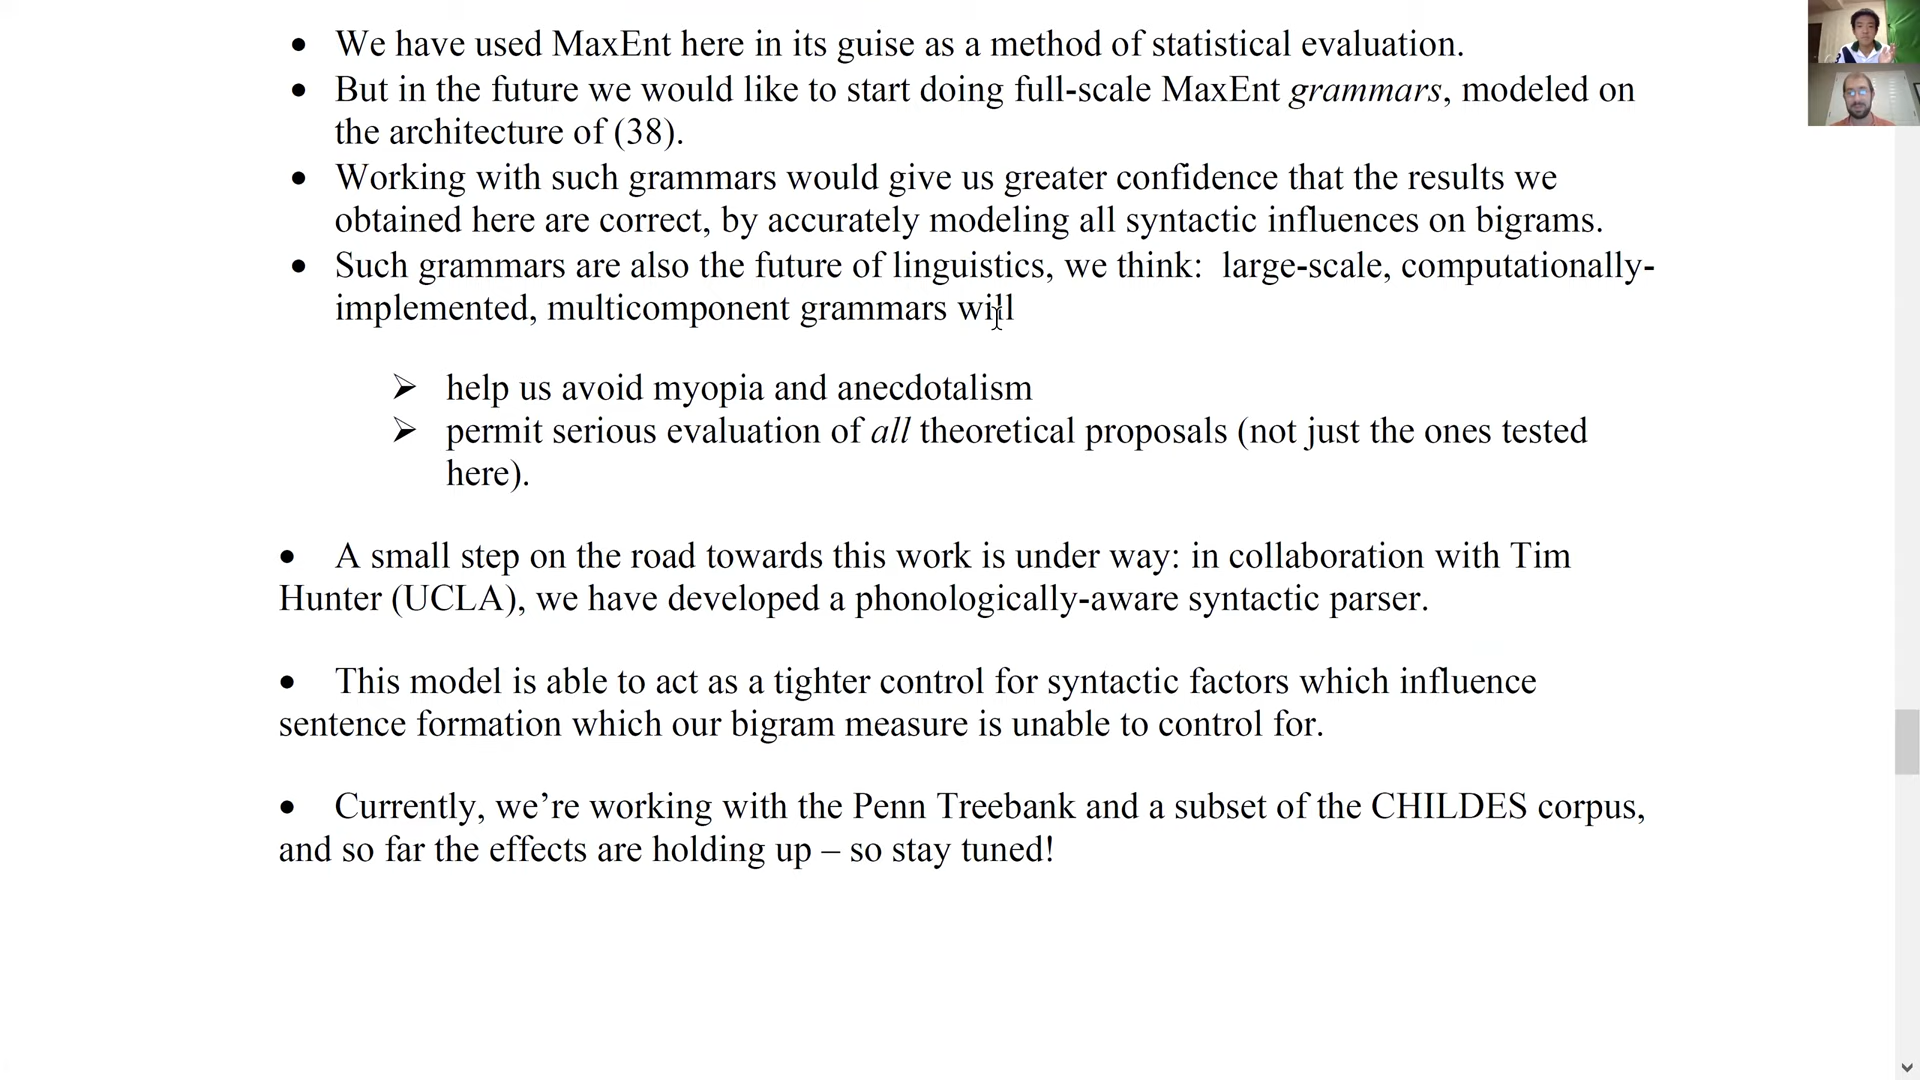 • We have used MaxEnt here in its guise as a method of statistical evaluation.
• But in the future we would like to start doing full-scale MaxEnt grammars, modeled on
the architecture of (38).
• Working with such grammars would give us greater confidence that the results we
obtained here are correct, by accurately modeling all syntactic influences on bigrams.
• Such grammars are also the future of linguistics, we think:  large-scale, computationally-
implemented, multicomponent grammars will
➢ help us avoid myopia and anecdotalism
➢ permit serious evaluation of all theoretical proposals (not just the ones tested
here).
• A small step on the road towards this work is under way: in collaboration with Tim
Hunter (UCLA), we have developed a phonologically-aware syntactic parser.
• This model is able to act as a tighter control for syntactic factors which influence
sentence formation which our bigram measure is unable to control for.
• Currently, we’re working with the Penn Treebank and a subset of the CHILDES corpus,
and so far the effects are holding up – so stay tuned!